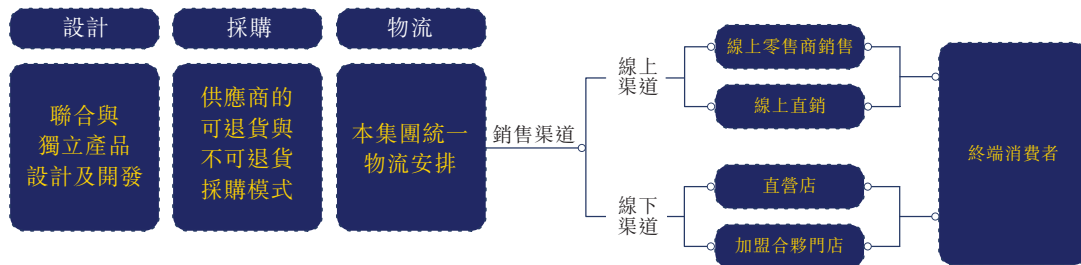 設計
採購
物流
聯合與
獨立產品
設計及開發
供應商的
可退貨與
不可退貨
採購模式
本集團統一
物流安排
銷售渠道
線上
渠道
線上零售商銷售
線上直銷
線下
渠道
直營店
加盟合夥門店
終端消費者